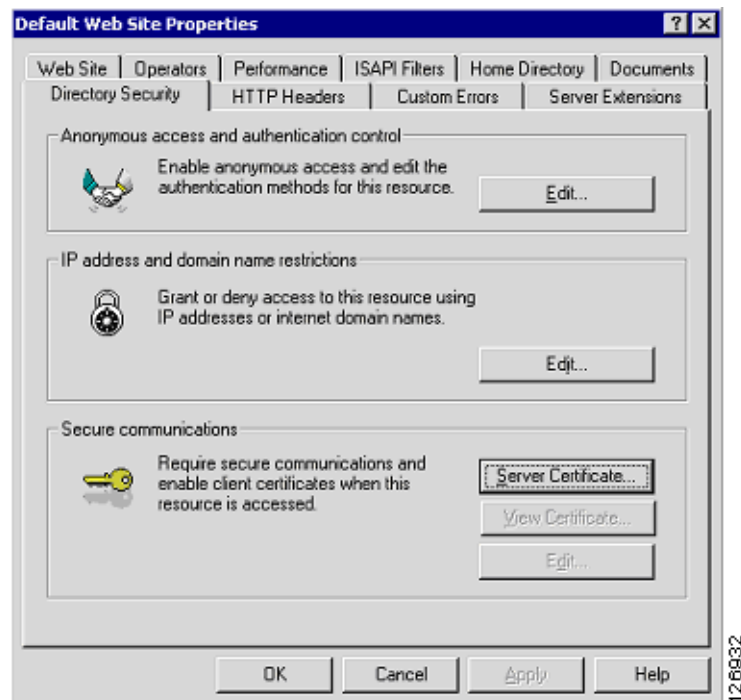 Default Web Site Properties
? X
Web Site Operators Performance ISAPI Filters Home Directory Documents
Directory Security HTTP Headers Custom Errors Server Extensions
Anonymous access and authentication control
Enable anonymous access and edit the
authentication methods for this resource.
Edit...
IP address and domain name restrictions
Grant or deny access to this resource using
IP addresses or internet domain names.
Edit...
Secure communications
Require secure communications and
enable client certificates when this
resource is accessed.
Server Certificate...
View Certificate...
Edit...
OK Cancel Apply Help
126932